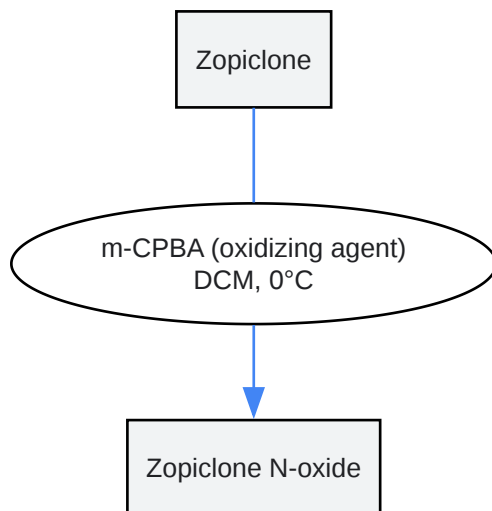 Zopiclone
m-CPBA (oxidizing agent)
DCM, 0°C
Zopiclone N-oxide